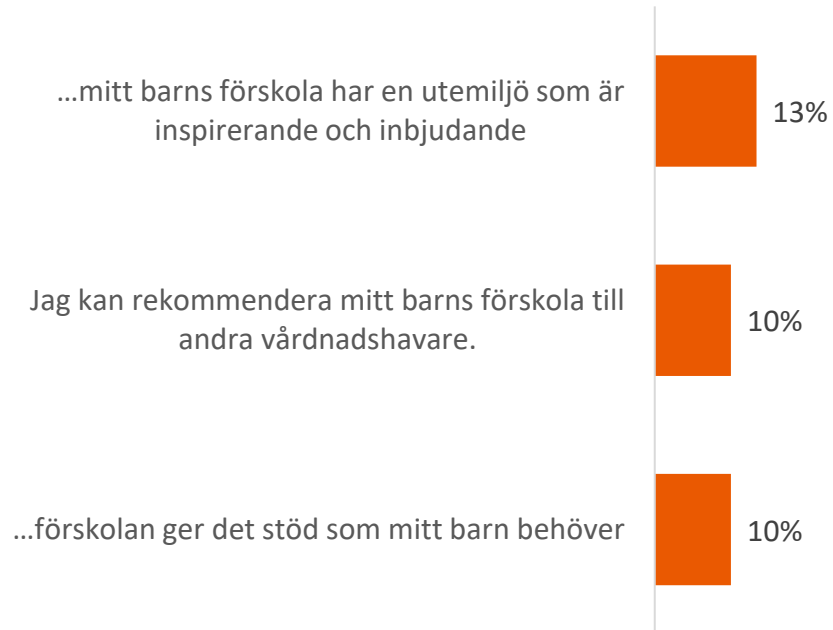 ...mitt barns förskola har en utemiljö som är
inspirerande och inbjudande
13%
Jag kan rekommendera mitt barns förskola till
andra vårdnadshavare.
10%
...förskolan ger det stöd som mitt barn behöver
10%